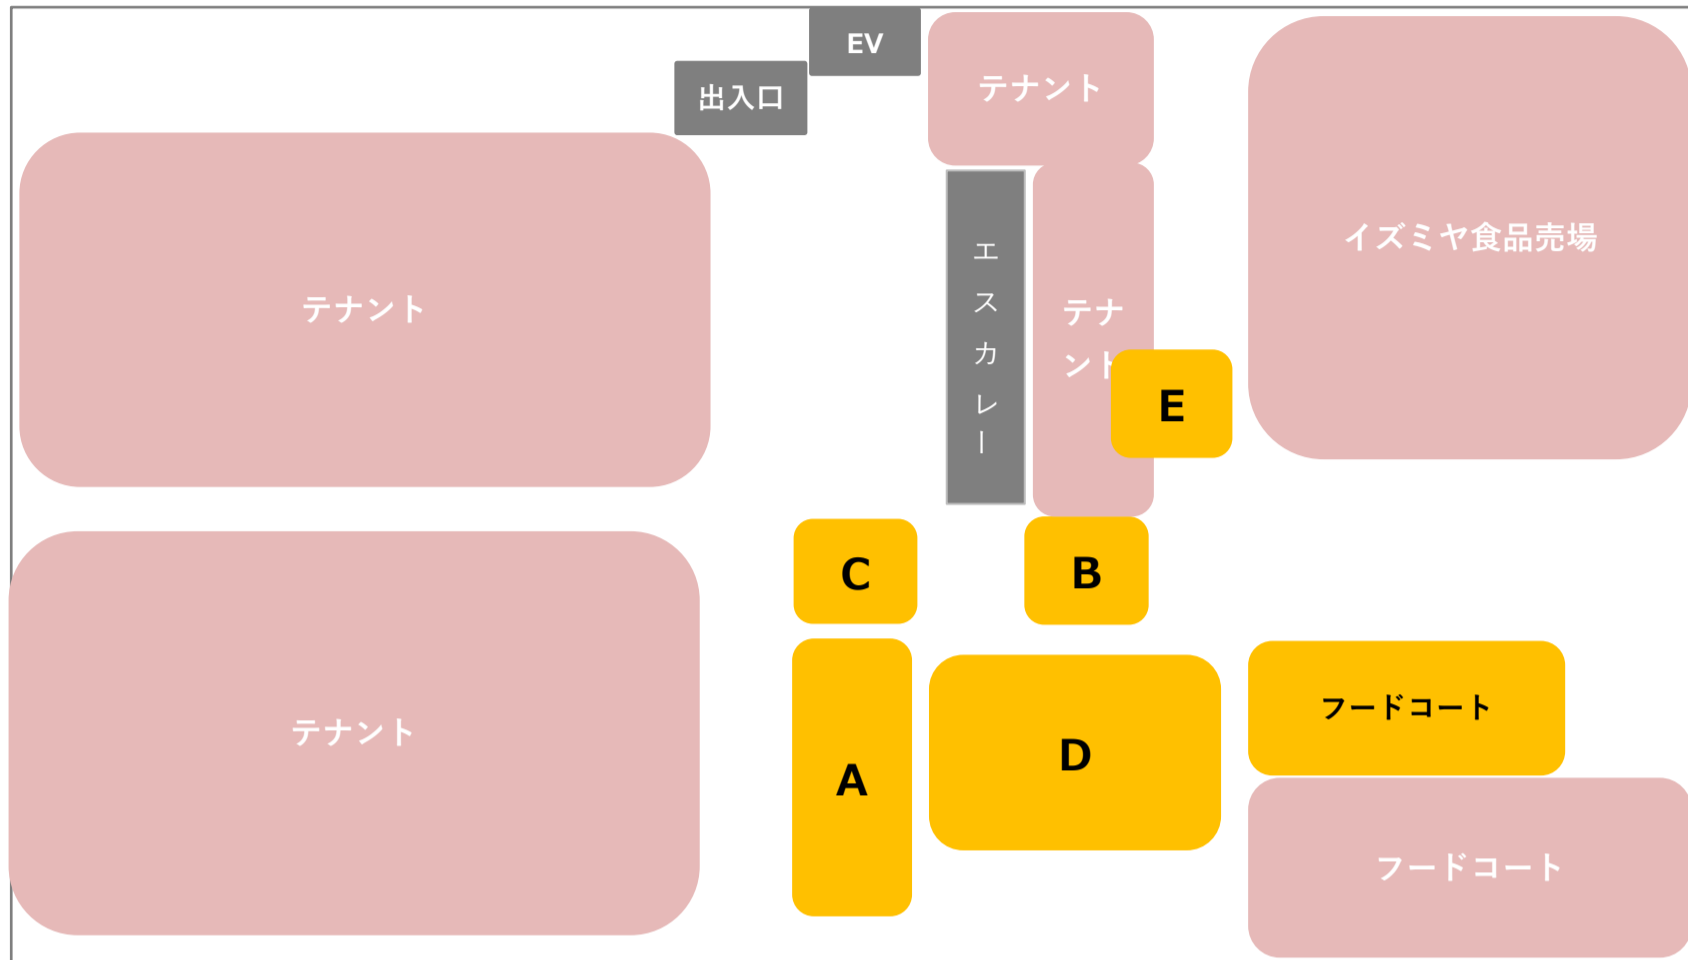 EV
出入口
テナント
イズミヤ食品売場
テナント
エスカレー
テナ
ント
E
C
B
テナント
A
D
フードコート
フードコート